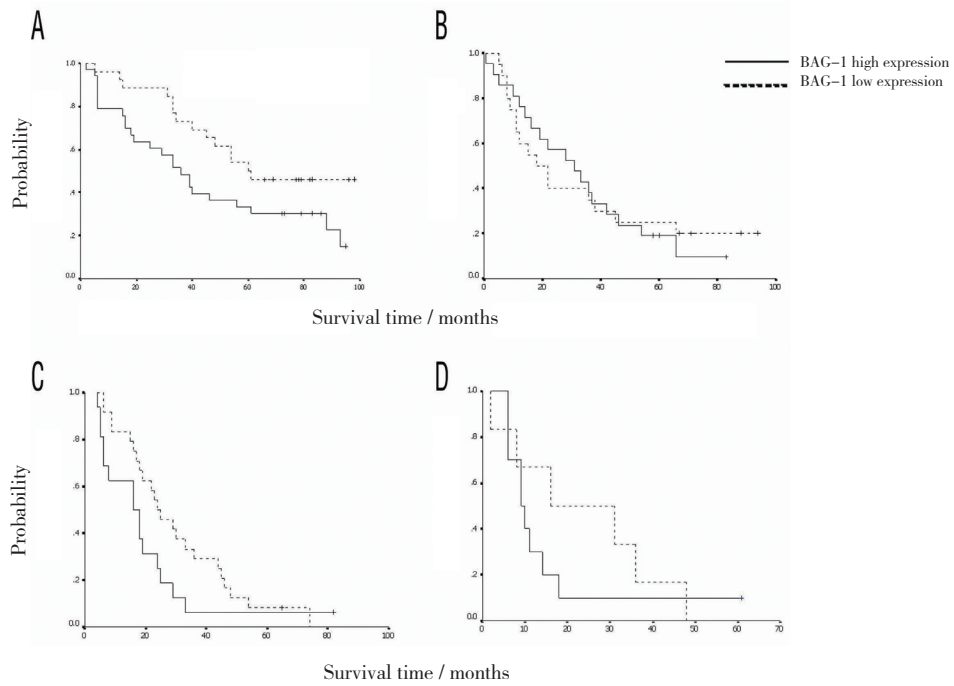 A
B
BAG-1 high expression
BAG-1 low expression
Probability
1.0
.8
.6
.4
.2
0.0
0 20 40 60 80 100
1.0
.8
.6
.4
.2
0.0
0 20 40 60 80 100
Survival time / months
C
D
Probability
1.0
.8
.6
.4
.2
0.0
0 20 40 60 80 100
1.0
.8
.6
.4
.2
0.0
0 10 20 30 40 50 60 70
Survival time / months